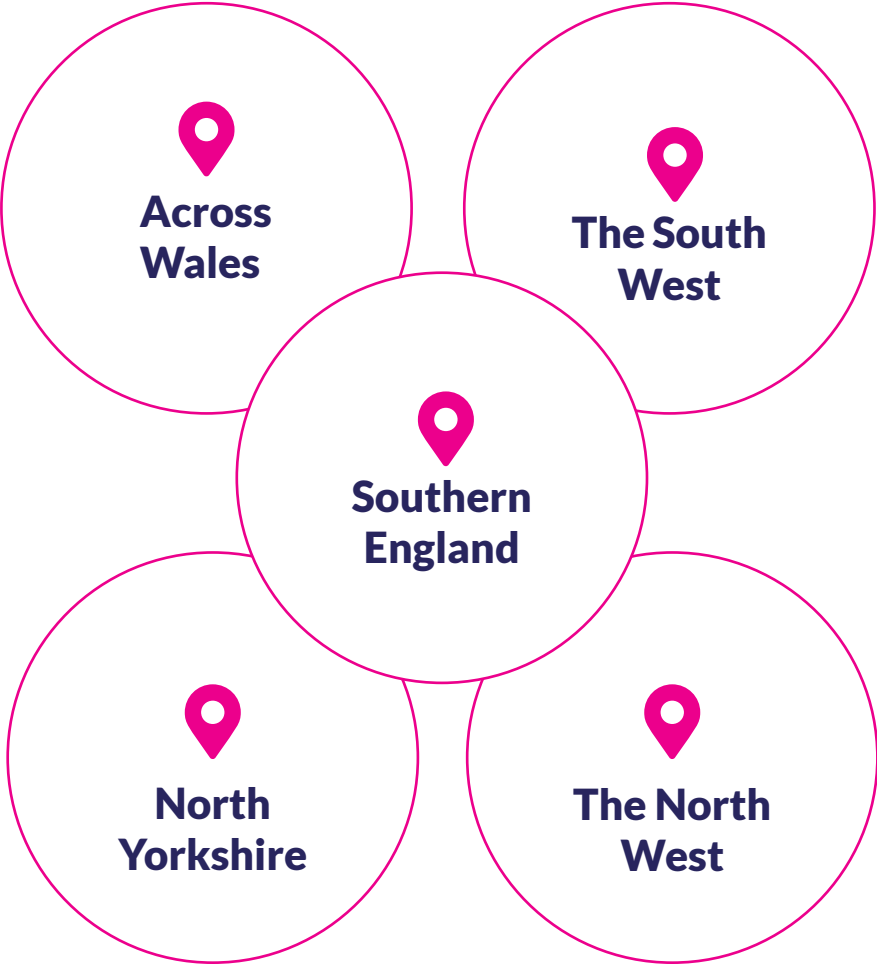 Across
Wales
The South
West
Southern
England
North
Yorkshire
The North
West